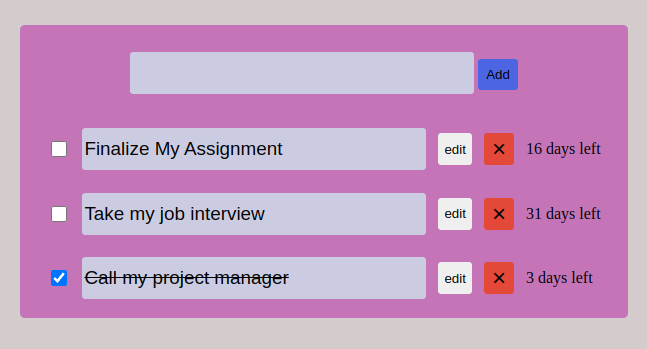 Add
Finalize My Assignment edit ✕ 16 days left
Take my job interview edit ✕ 31 days left
Call my project manager edit ✕ 3 days left